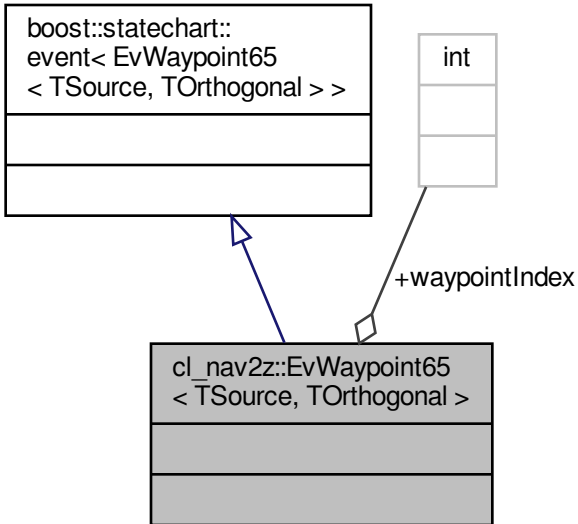 boost::statechart::
event< EvWaypoint65
< TSource, TOrthogonal > >
int
+waypointIndex
cl_nav2z::EvWaypoint65
< TSource, TOrthogonal >